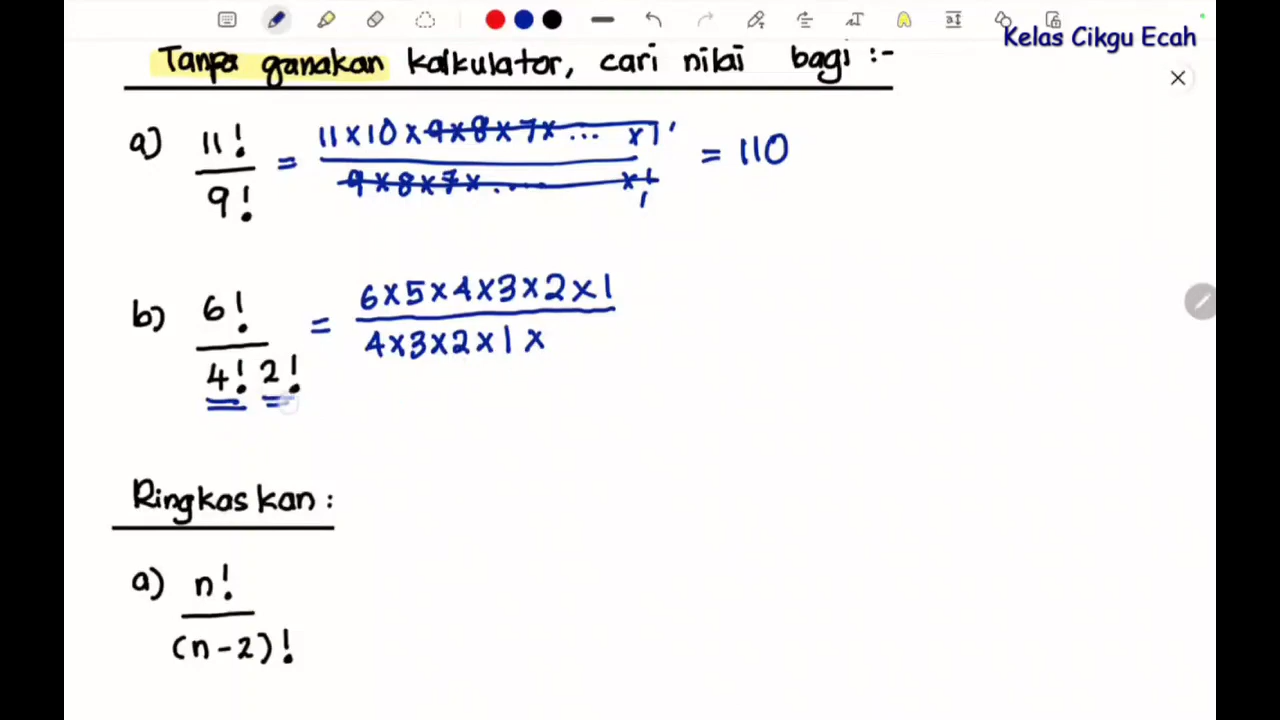 Kelas Cikgu Ecah
Tanpa gunakan kalkulator, cari nilai bagi :-
a) 11! / 9! = 11 x 10 x 9 x 8 x 7 x ... x 1 / 9 x 8 x 7 x .... x 1 = 110
b) 6! / 4! 2! = 6 x 5 x 4 x 3 x 2 x 1 / 4 x 3 x 2 x 1 x
Ringkaskan :
a) n! / (n - 2)!